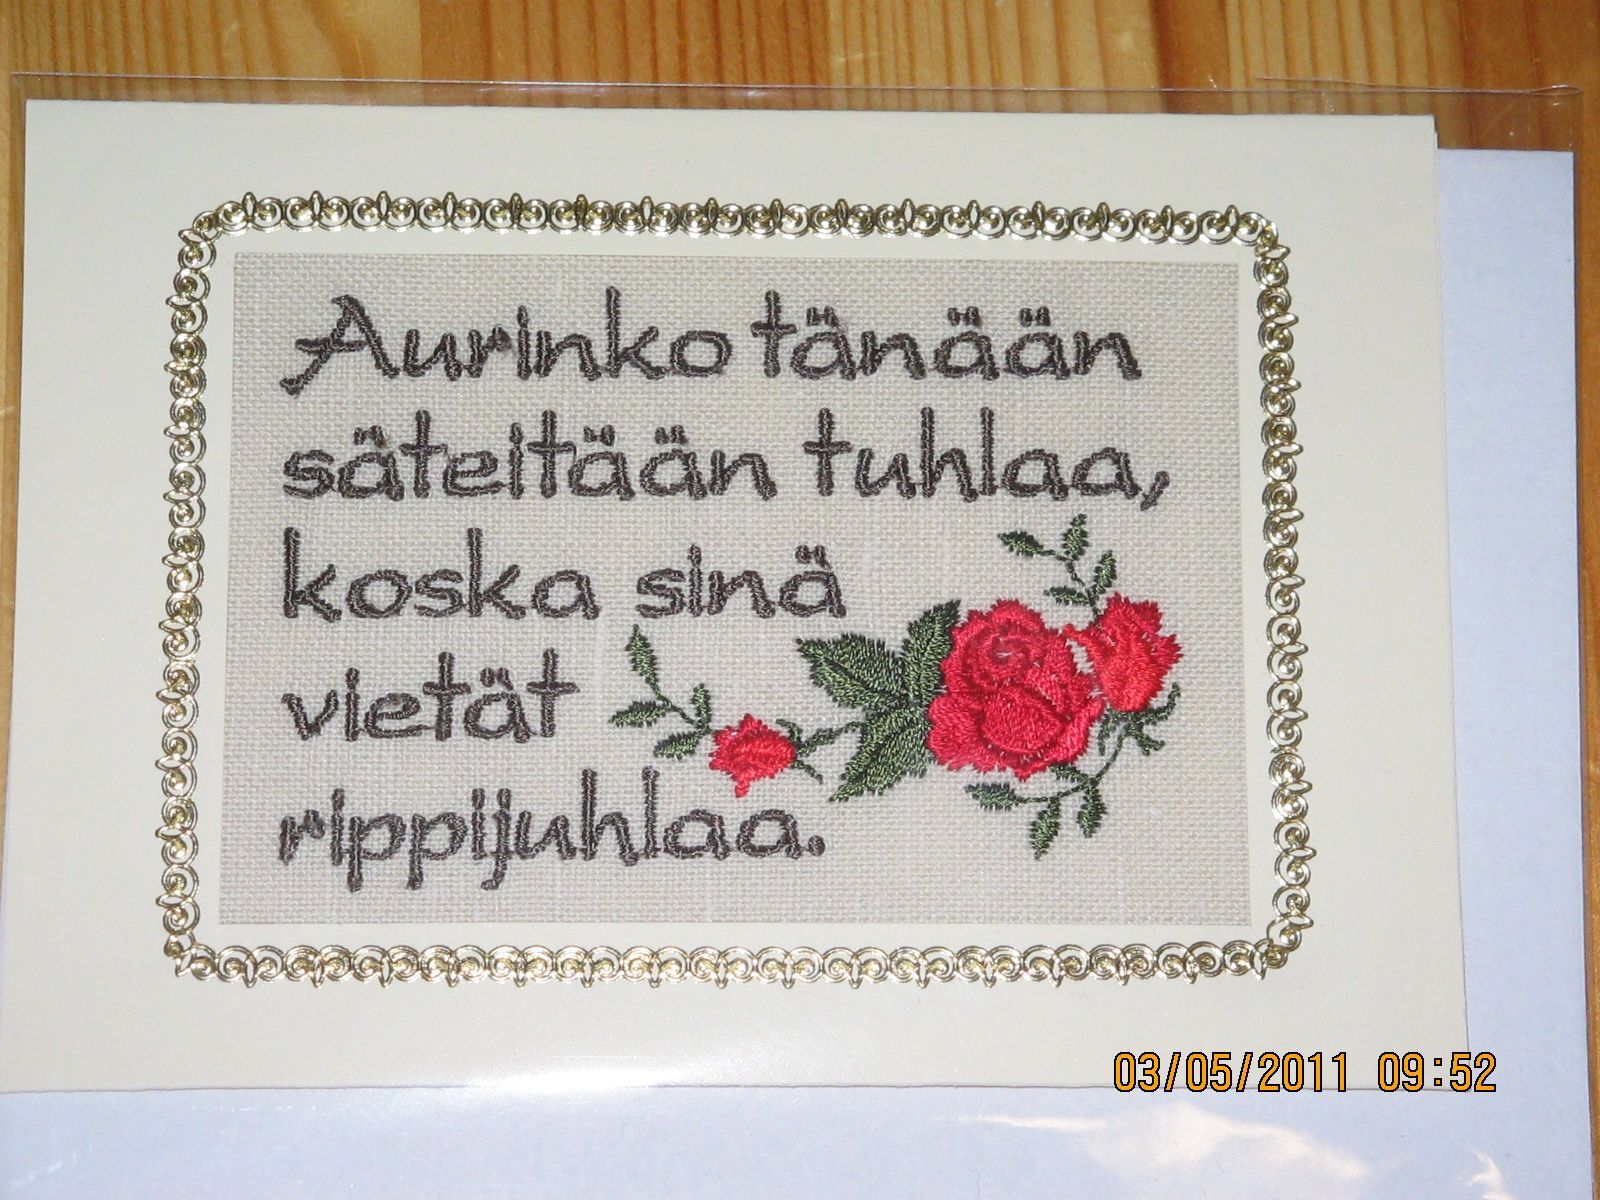 Aurinko tänään
säteitään tuhlaa,
koska sinä
vietät
rippijuhlaa.
03/05/2011 09:52